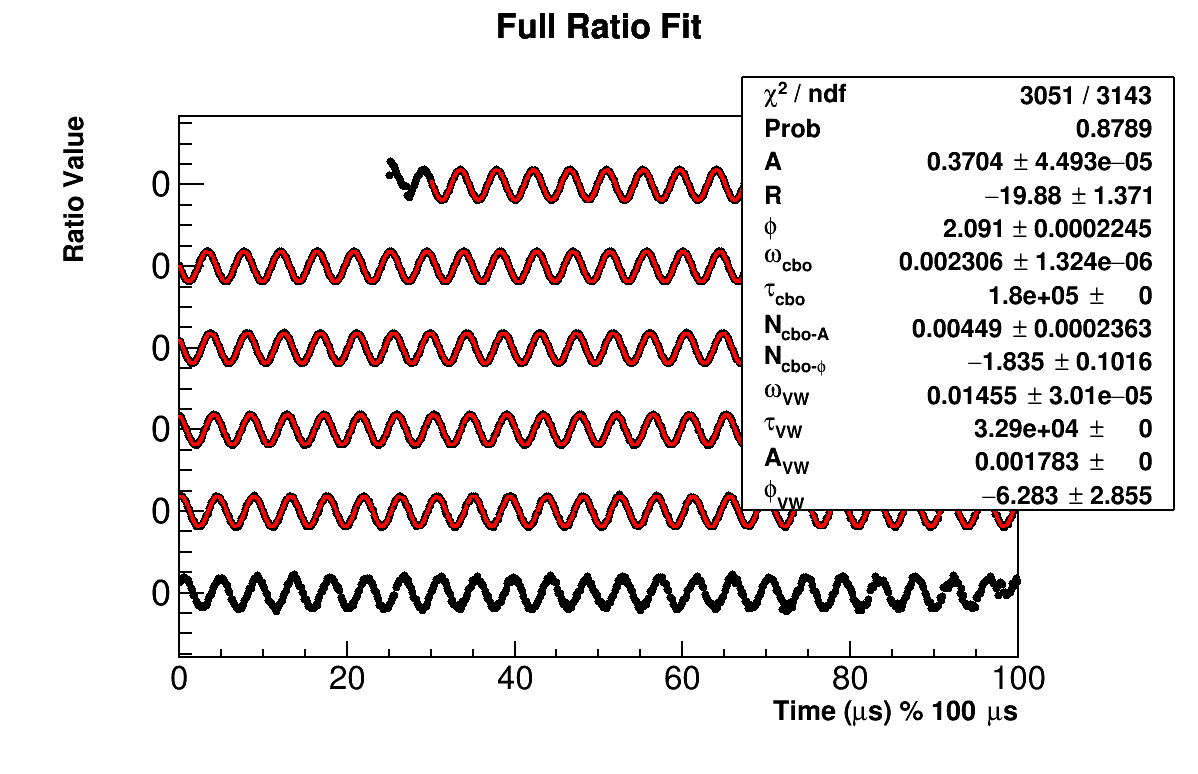 Full Ratio Fit
Ratio Value
χ² / ndf 3051 / 3143
Prob 0.8789
A 0.3704 ± 4.493e−05
R −19.88 ± 1.371
ϕ 2.091 ± 0.0002245
ω_cbo 0.002306 ± 1.324e−06
τ_cbo 1.8e+05 ± 0
N_cbo-A 0.00449 ± 0.0002363
N_cbo-ϕ −1.835 ± 0.1016
ω_VW 0.01455 ± 3.01e−05
τ_VW 3.29e+04 ± 0
A_VW 0.001783 ± 0
ϕ_VW −6.283 ± 2.855
0
0
0
0
0
0
0 20 40 60 80 100
Time (μs) % 100 μs